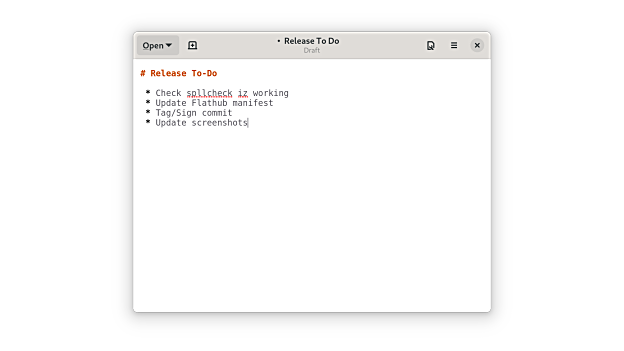 Open
• Release To Do
Draft
# Release To-Do
* Check spllcheck iz working
* Update Flathub manifest
* Tag/Sign commit
* Update screenshots